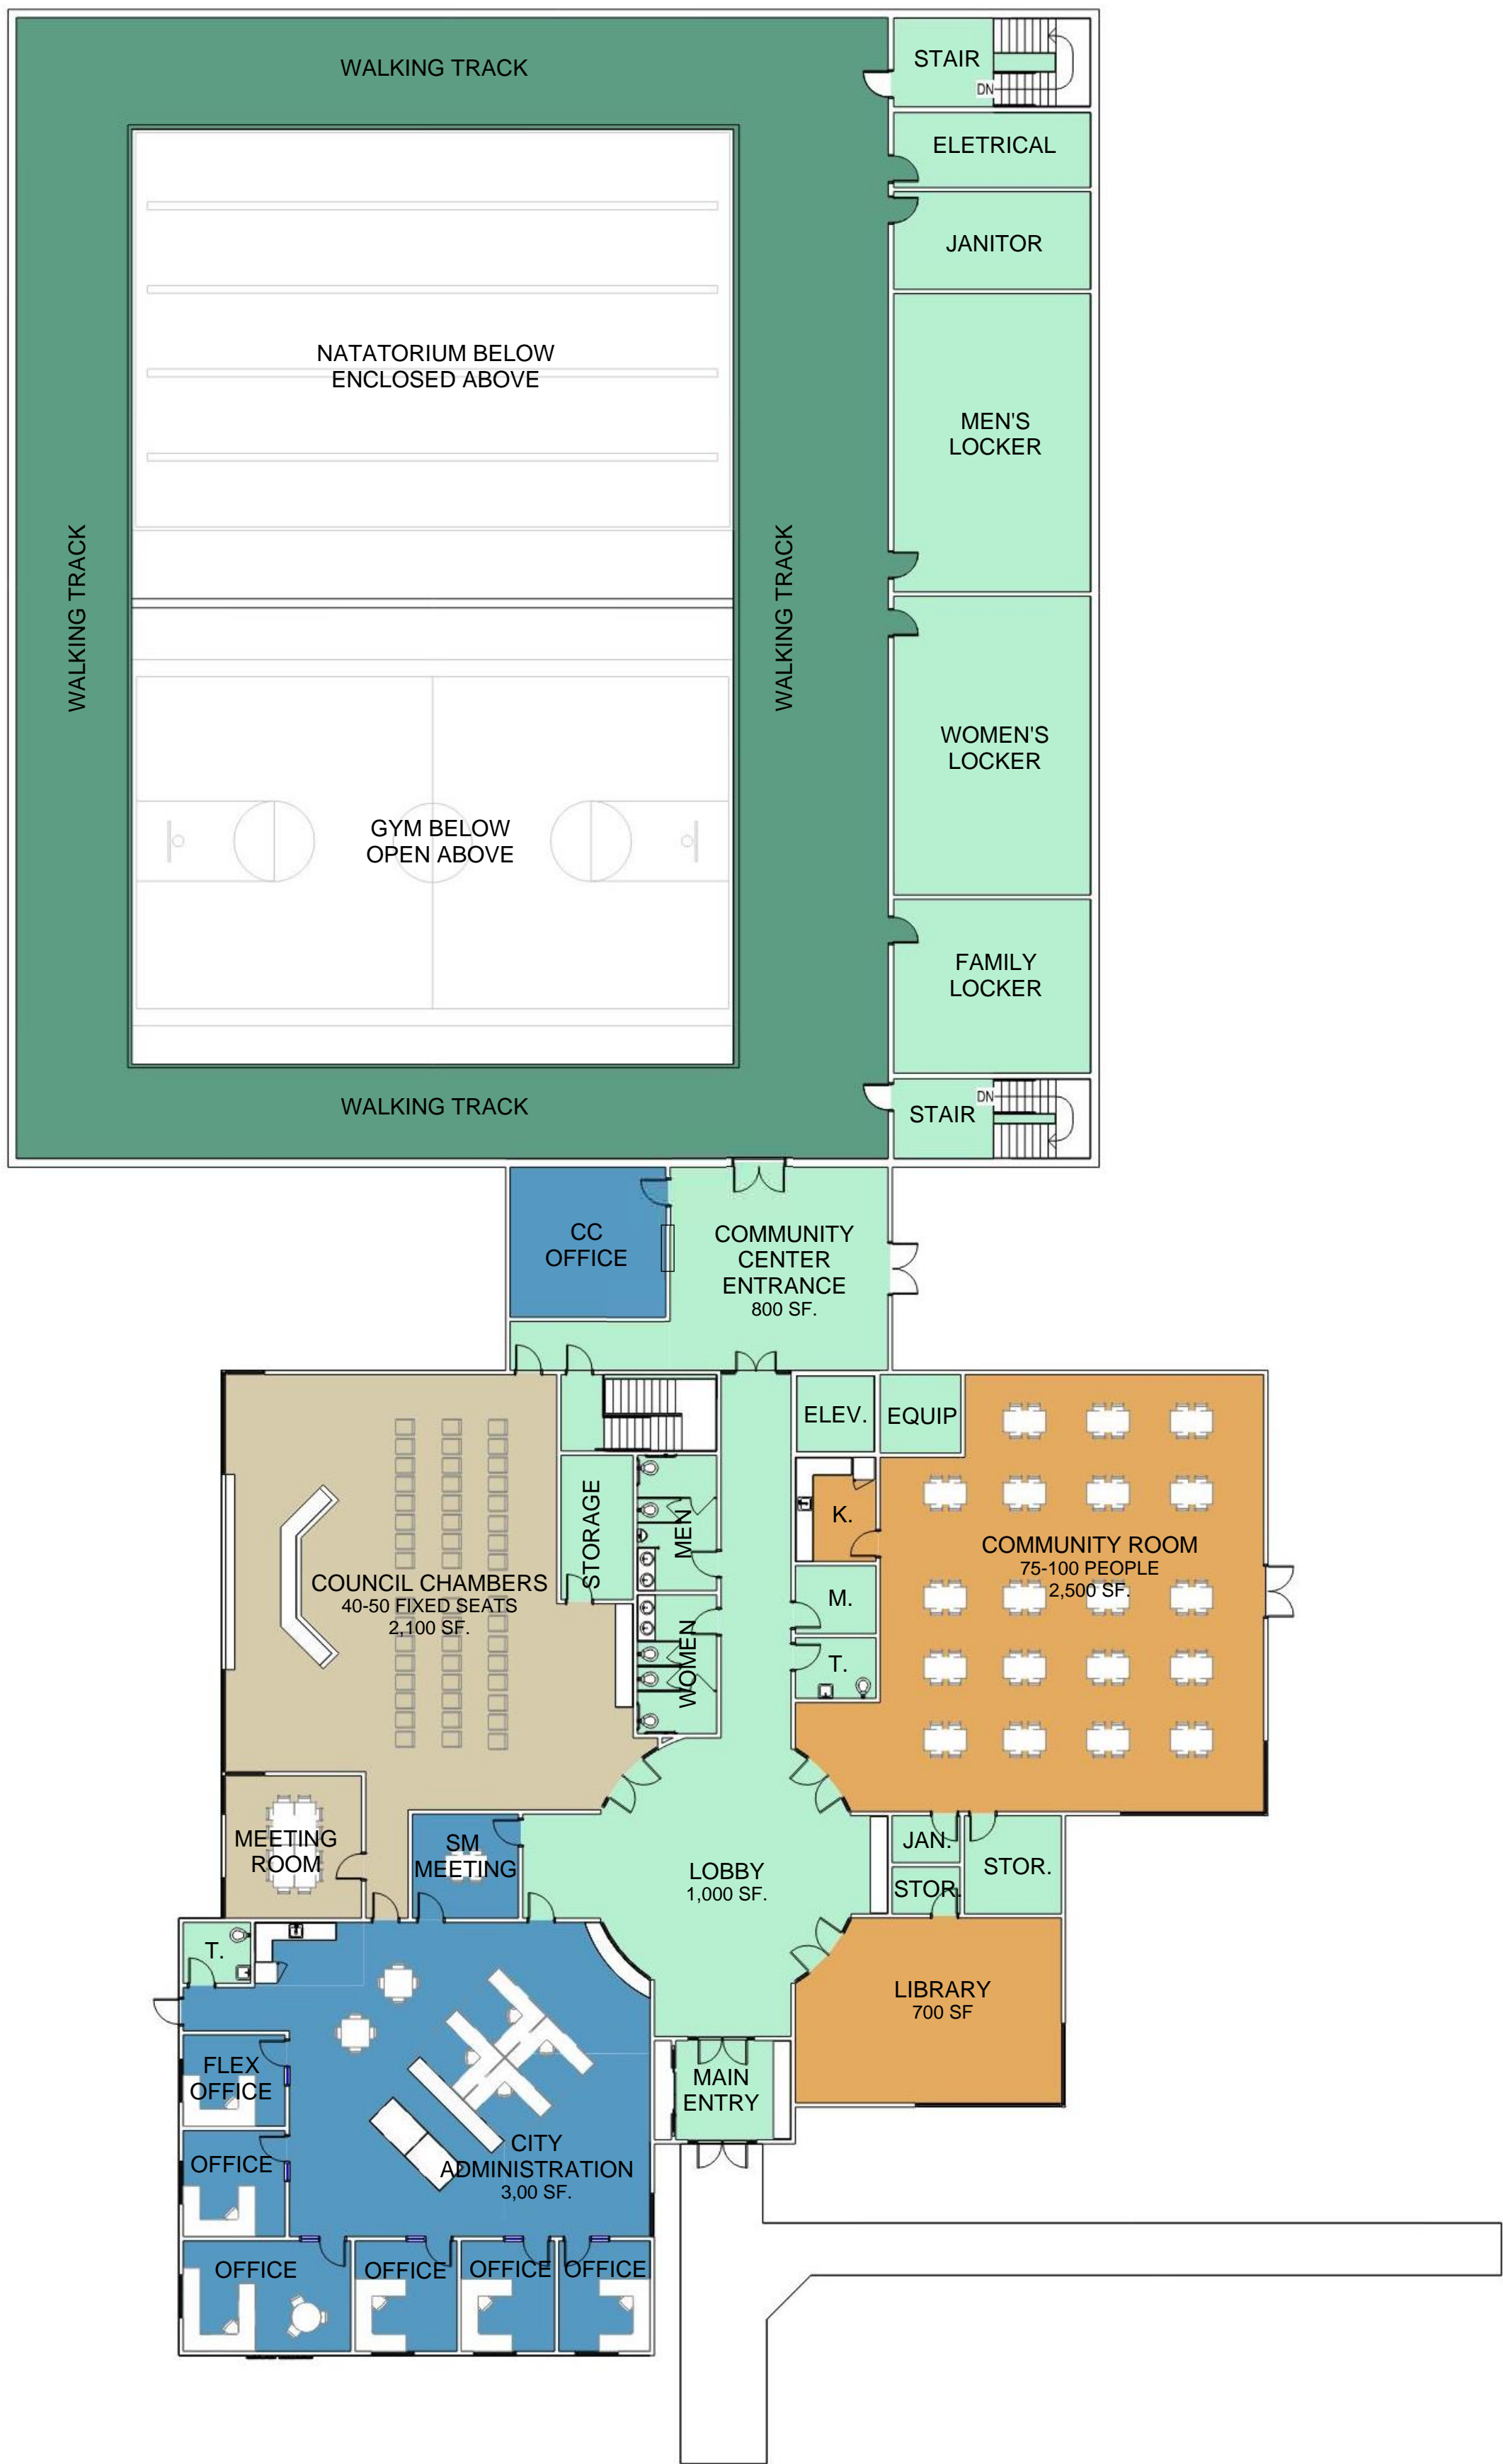 WALKING TRACK
STAIR
DN
ELETRICAL
JANITOR
NATATORIUM BELOW
ENCLOSED ABOVE
MEN'S
LOCKER
WALKING TRACK
WALKING TRACK
WOMEN'S
LOCKER
GYM BELOW
OPEN ABOVE
FAMILY
LOCKER
WALKING TRACK
STAIR
DN
CC
OFFICE
COMMUNITY
CENTER
ENTRANCE
800 SF.
ELEV.
EQUIP
STORAGE
MEN
K.
COMMUNITY ROOM
75-100 PEOPLE
2,500 SF.
COUNCIL CHAMBERS
40-50 FIXED SEATS
2,100 SF.
M.
WOMEN
T.
MEETING
ROOM
SM
MEETING
LOBBY
1,000 SF.
JAN.
STOR.
STOR.
T.
LIBRARY
700 SF
FLEX
OFFICE
MAIN
ENTRY
OFFICE
CITY
ADMINISTRATION
3,00 SF.
OFFICE
OFFICE
OFFICE
OFFICE